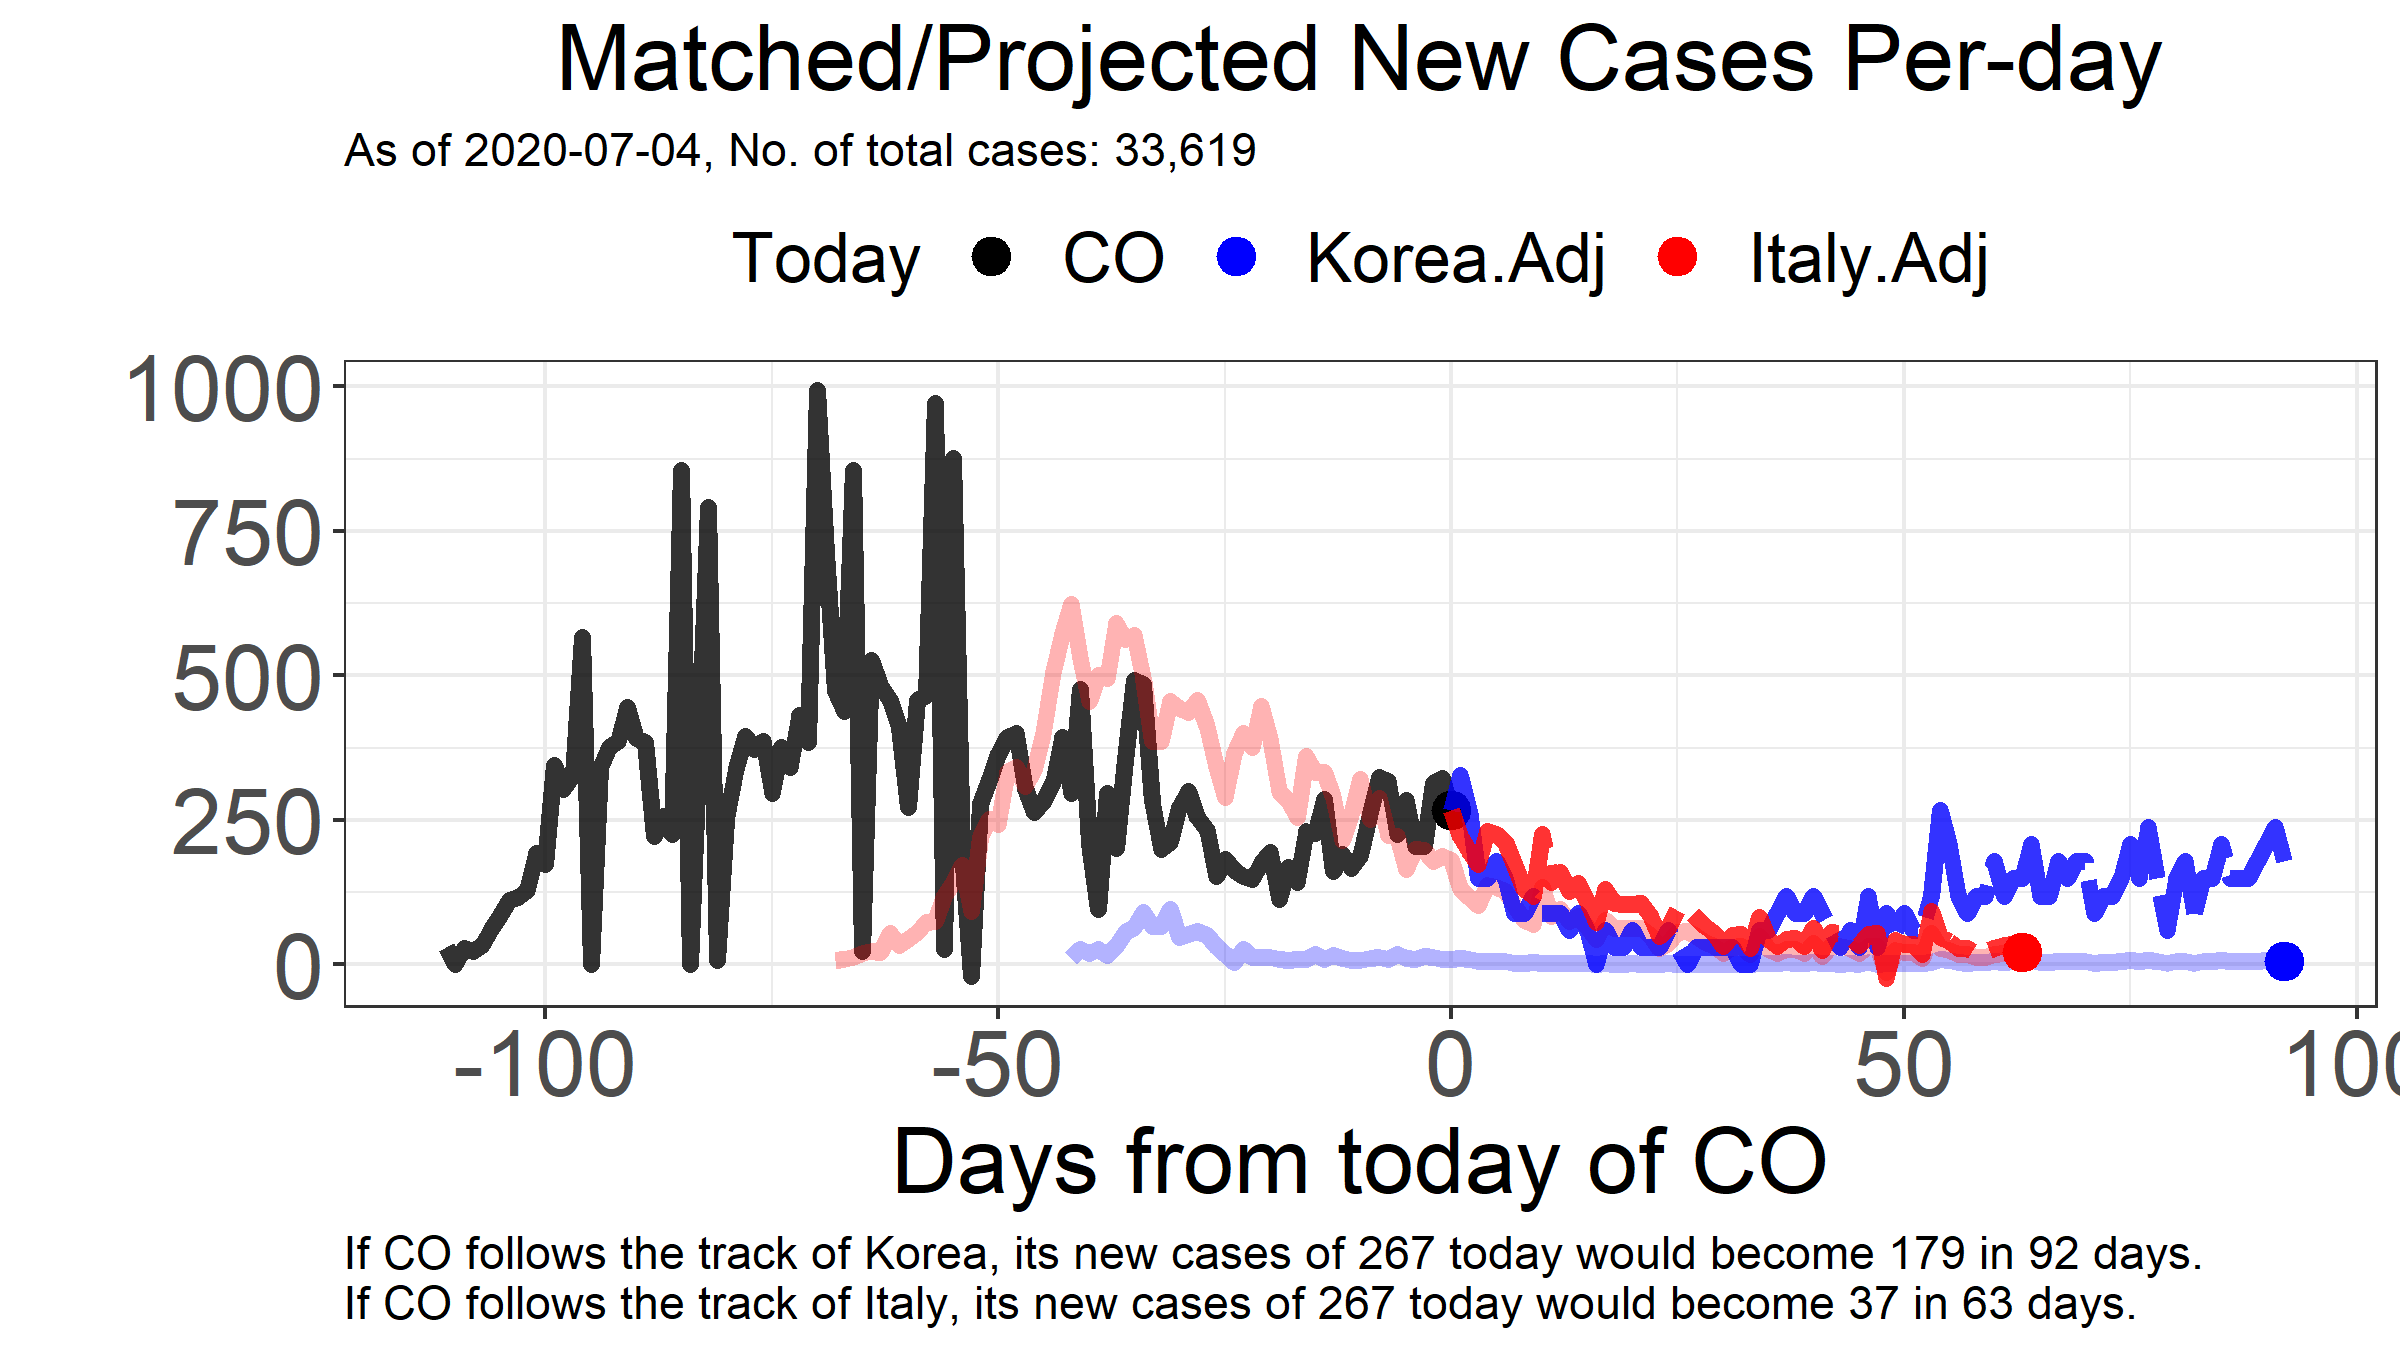 Matched/Projected New Cases Per-day
As of 2020-07-04, No. of total cases: 33,619
Today CO Korea.Adj Italy.Adj
1000
750
500
250
0
-100 -50 0 50 100
Days from today of CO
If CO follows the track of Korea, its new cases of 267 today would become 179 in 92 days.
If CO follows the track of Italy, its new cases of 267 today would become 37 in 63 days.